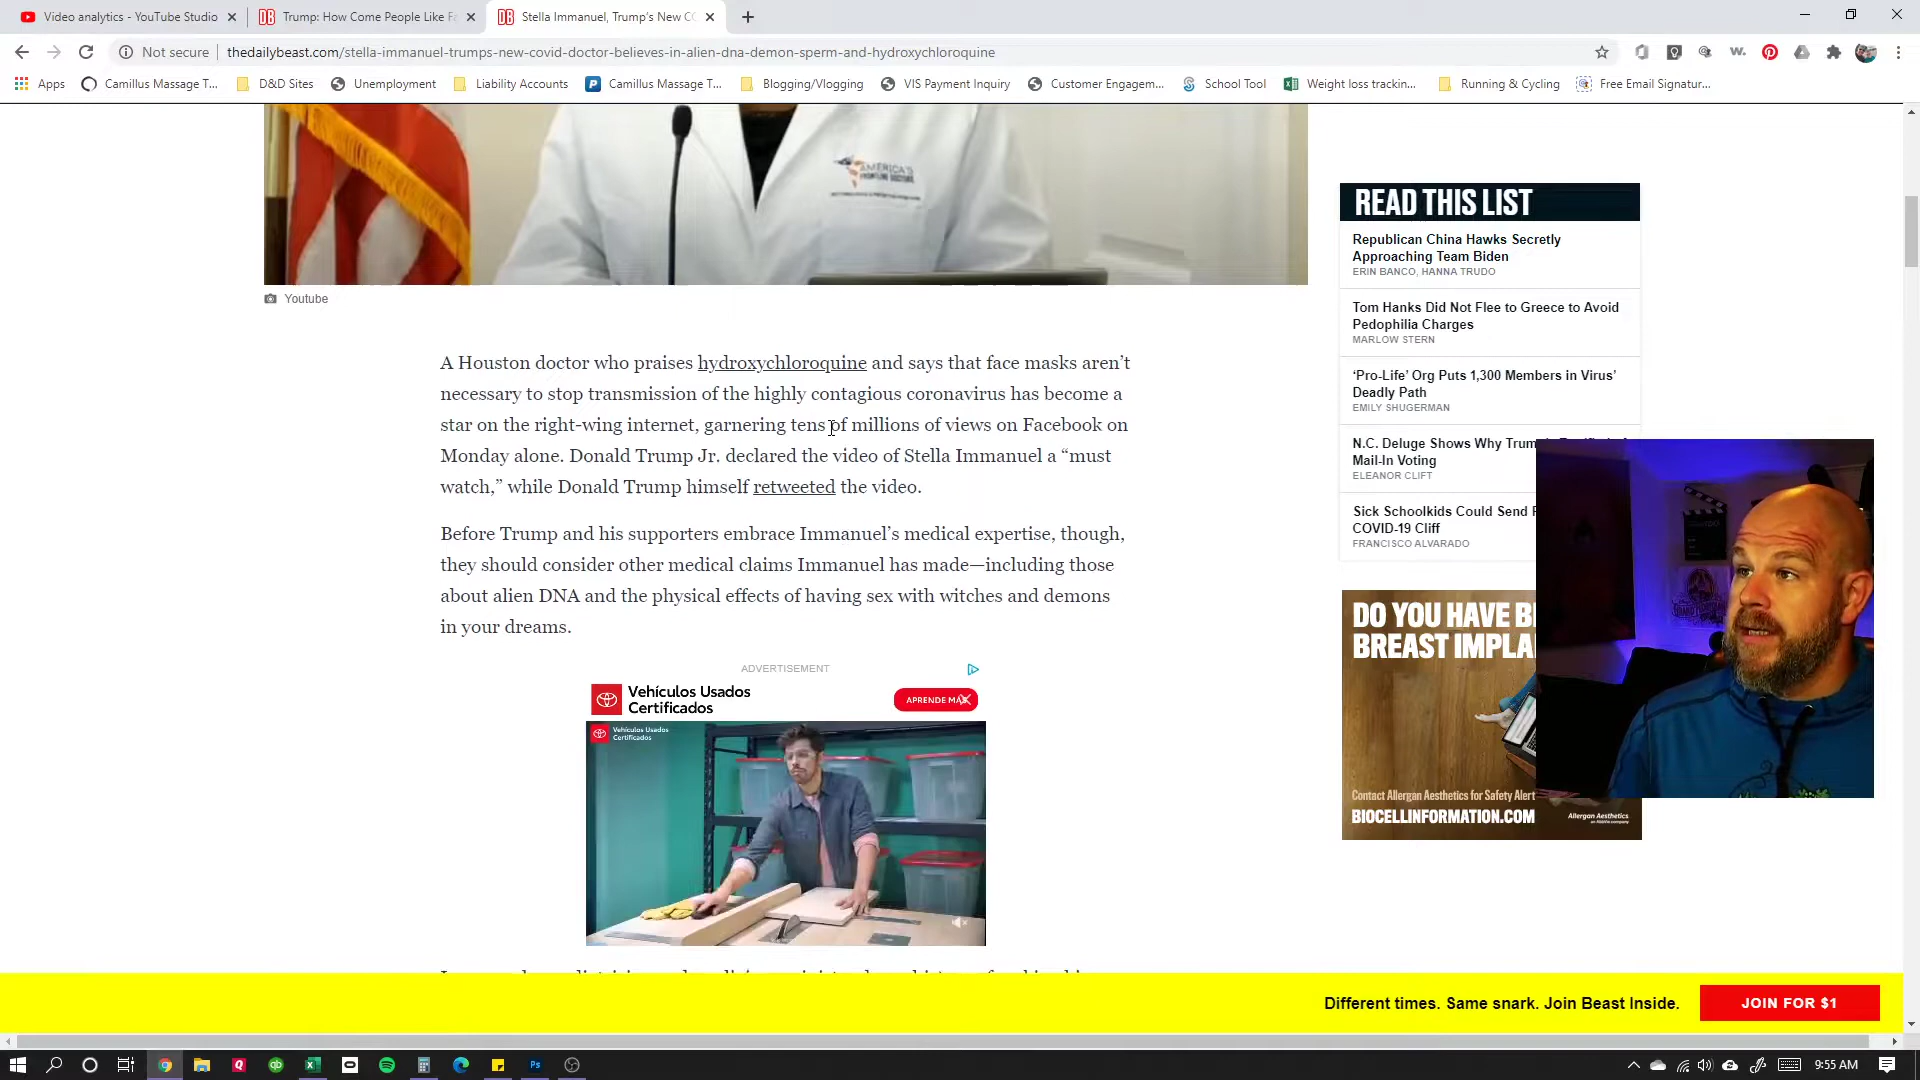 Video analytics - YouTube Studio
Trump: How Come People Like Fa
Stella Immanuel, Trump's New CO
Not secure
thedailybeast.com/stella-immanuel-trumps-new-covid-doctor-believes-in-alien-dna-demon-sperm-and-hydroxychloroquine
Apps
Camillus Massage T...
D&D Sites
Unemployment
Liability Accounts
Camillus Massage T...
Blogging/Vlogging
VIS Payment Inquiry
Customer Engagem...
School Tool
Weight loss trackin...
Running & Cycling
Free Email Signatur...
AMERICA'S
FRONTLINE DOCTORS
Youtube
A Houston doctor who praises hydroxychloroquine and says that face masks aren't
necessary to stop transmission of the highly contagious coronavirus has become a
star on the right-wing internet, garnering tens of millions of views on Facebook on
Monday alone. Donald Trump Jr. declared the video of Stella Immanuel a “must
watch,” while Donald Trump himself retweeted the video.
Before Trump and his supporters embrace Immanuel’s medical expertise, though,
they should consider other medical claims Immanuel has made—including those
about alien DNA and the physical effects of having sex with witches and demons
in your dreams.
ADVERTISEMENT
Vehículos Usados
Certificados
APRENDE MÁS
Vehículos Usados
Certificados
READ THIS LIST
Republican China Hawks Secretly
Approaching Team Biden
ERIN BANCO, HANNA TRUDO
Tom Hanks Did Not Flee to Greece to Avoid
Pedophilia Charges
MARLOW STERN
‘Pro-Life’ Org Puts 1,300 Members in Virus’
Deadly Path
EMILY SHUGERMAN
N.C. Deluge Shows Why Trum
Mail-In Voting
ELEANOR CLIFT
Sick Schoolkids Could Send
COVID-19 Cliff
FRANCISCO ALVARADO
DO YOU HAVE B
BREAST IMPLA
Contact Allergan Aesthetics for Safety Alert
BIOCELLINFORMATION.COM
Allergan Aesthetics
Different times. Same snark. Join Beast Inside.
JOIN FOR $1
9:55 AM